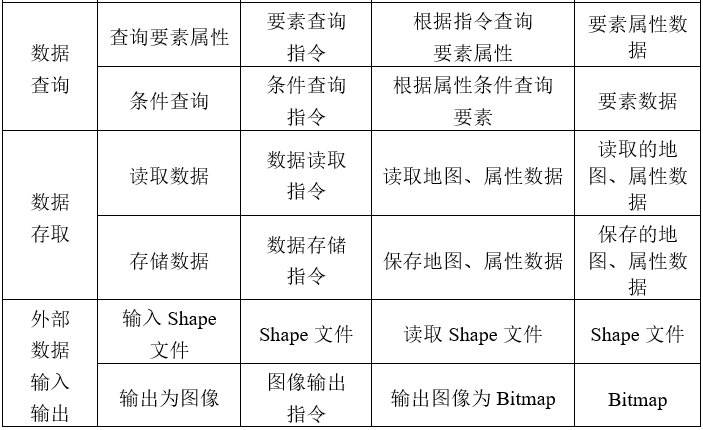 数据
查询
查询要素属性
要素查询
指令
根据指令查询
要素属性
要素属性数
据
条件查询
条件查询
指令
根据属性条件查询
要素
要素数据
数据
存取
读取数据
数据读取
指令
读取地图、属性数据
读取的地
图、属性数
据
存储数据
数据存储
指令
保存地图、属性数据
保存的地
图、属性数
据
外部
数据
输入
输出
输入 Shape
文件
Shape 文件
读取 Shape 文件
Shape 文件
输出为图像
图像输出
指令
输出图像为 Bitmap
Bitmap